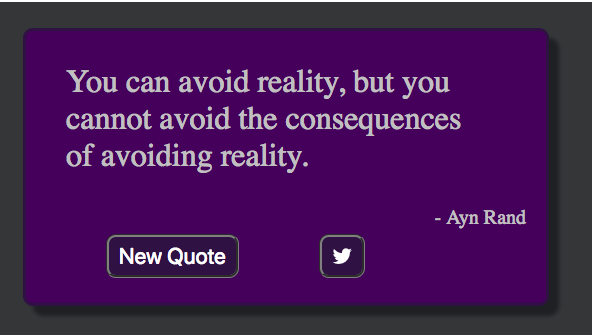 You can avoid reality, but you
cannot avoid the consequences
of avoiding reality.
- Ayn Rand
New Quote